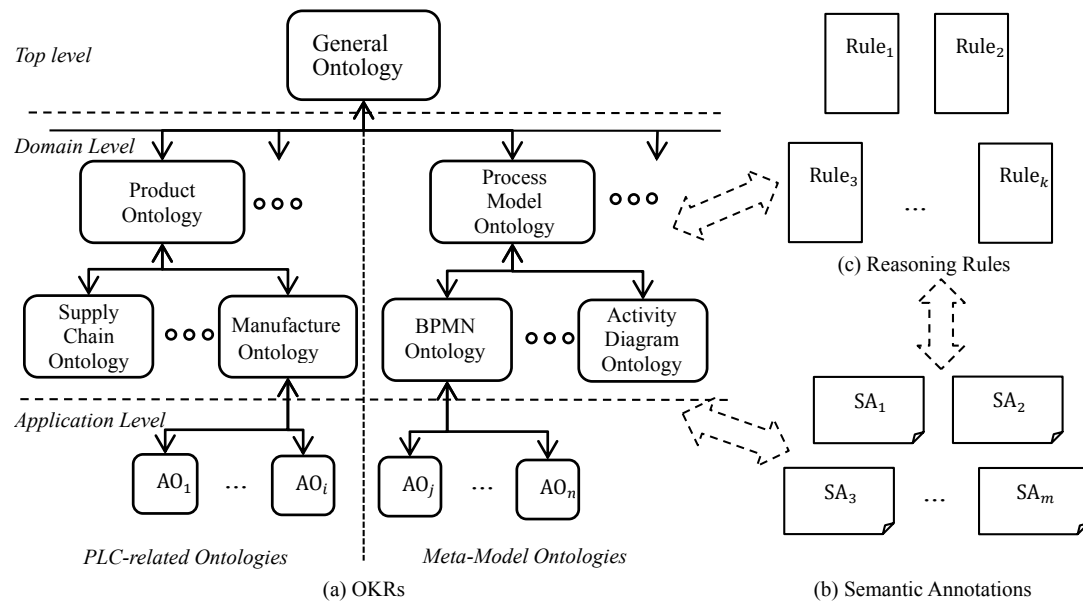 Top level
General
Ontology
Domain Level
Product
Ontology
Process
Model
Ontology
Supply
Chain
Ontology
Manufacture
Ontology
BPMN
Ontology
Activity
Diagram
Ontology
Application Level
AO₁
...
AOᵢ
AOⱼ
...
AOₙ
PLC-related Ontologies
Meta-Model Ontologies
(a) OKRs
Rule₁
Rule₂
Rule₃
...
Ruleₖ
(c) Reasoning Rules
SA₁
SA₂
SA₃
...
SAₘ
(b) Semantic Annotations